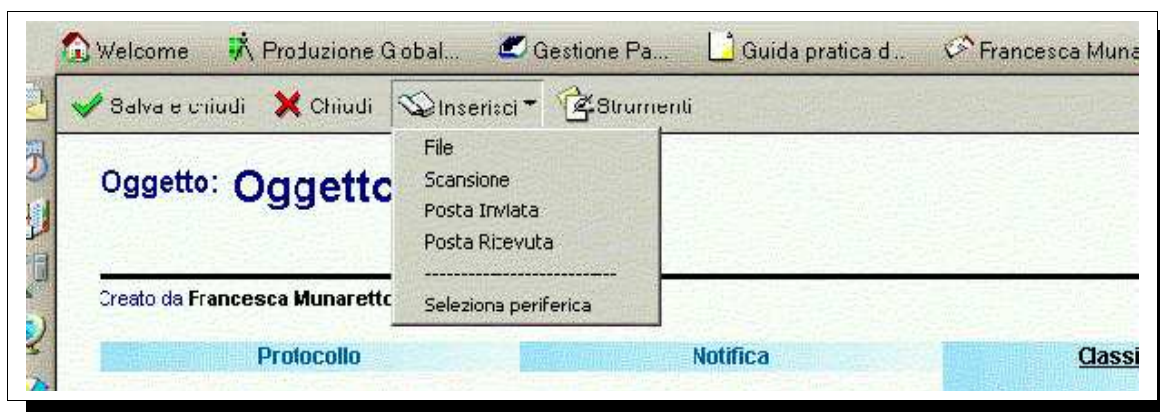 Welcome Produzione Global... Gestione Pa... Guida pratica d.. Francesca Muna
Salva e chiudi Chiudi Inserisci Strumenti
File
Oggetto: Oggetto
Scansione
Posta Inviata
Posta Ricevuta
--------------------------
Creato da Francesca Munaretto
Seleziona periferica
Protocollo Notifica Classi